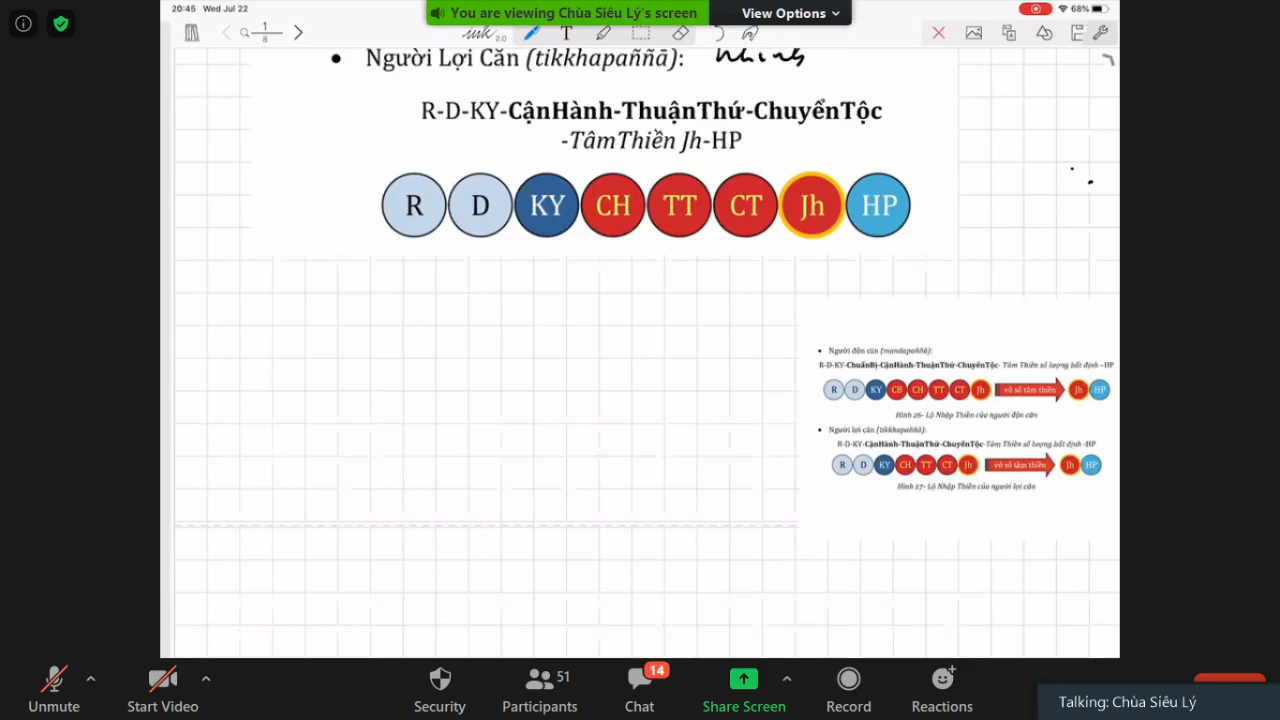 20:45 Wed Jul 22
You are viewing Chùa Siêu Lý's screen
View Options
68%
1
8
ink 2.0
T
• Người Lợi Căn (tikkhapaññā):
R-D-KY-CậnHành-ThuậnThứ-ChuyểnTộc
-TâmThiền Jh-HP
R D KY CH TT CT Jh HP
• Người độn căn (mandapaññā):
R-D-KY-ChuẩnBị-CậnHành-ThuậnThứ-ChuyểnTộc- Tâm Thiền số lượng bất định –HP
R D KY CB CH TT CT Jh vô số tâm thiền Jh HP
Hình 26- Lộ Nhập Thiền của người độn căn
• Người lợi căn (tikkhapaññā):
R-D-KY-CậnHành-ThuậnThứ-ChuyểnTộc-Tâm Thiền số lượng bất định -HP
R D KY CH TT CT Jh vô số tâm thiền Jh HP
Hình 27- Lộ Nhập Thiền của người lợi căn
Unmute
Start Video
Security
51
Participants
14
Chat
Share Screen
Record
Reactions
Talking: Chùa Siêu Lý